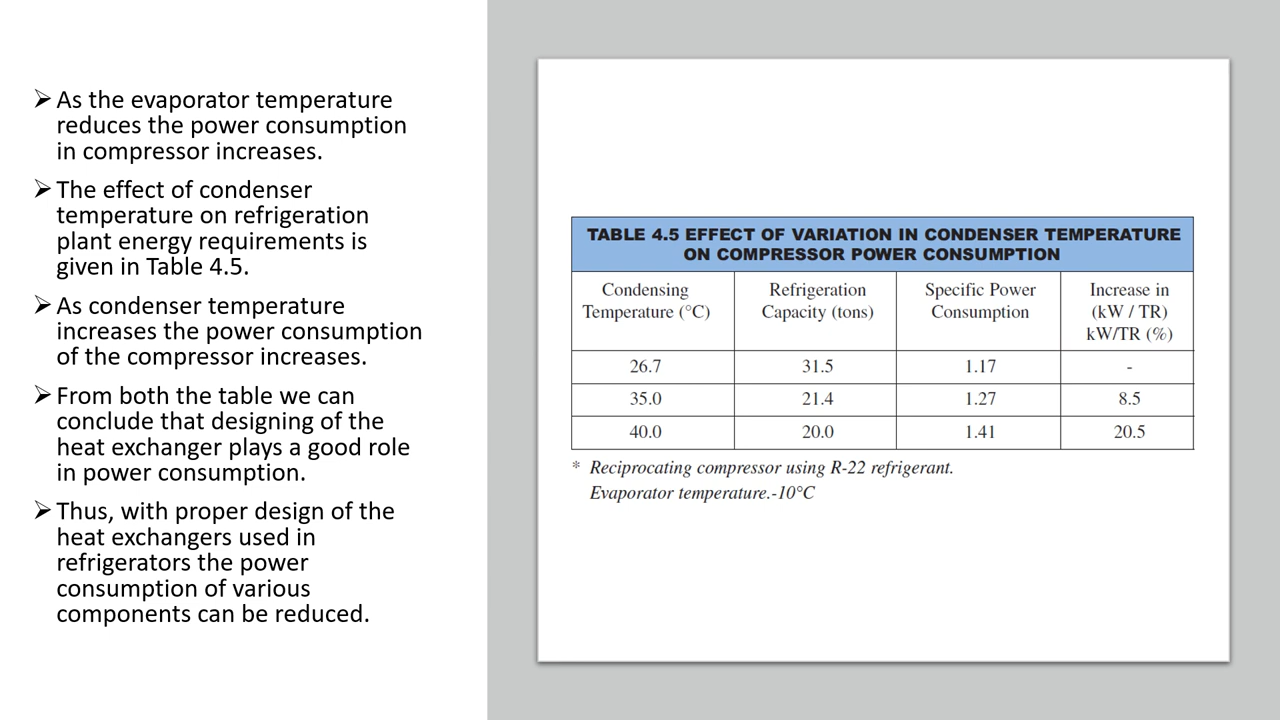 ➢ As the evaporator temperature
reduces the power consumption
in compressor increases.
➢ The effect of condenser
temperature on refrigeration
plant energy requirements is
given in Table 4.5.
➢ As condenser temperature
increases the power consumption
of the compressor increases.
➢ From both the table we can
conclude that designing of the
heat exchanger plays a good role
in power consumption.
➢ Thus, with proper design of the
heat exchangers used in
refrigerators the power
consumption of various
components can be reduced.
TABLE 4.5 EFFECT OF VARIATION IN CONDENSER TEMPERATURE
ON COMPRESSOR POWER CONSUMPTION
Condensing Refrigeration Specific Power Increase in
Temperature (°C) Capacity (tons) Consumption (kW / TR)
kW/TR (%)
26.7 31.5 1.17 -
35.0 21.4 1.27 8.5
40.0 20.0 1.41 20.5
* Reciprocating compressor using R-22 refrigerant.
Evaporator temperature.-10°C